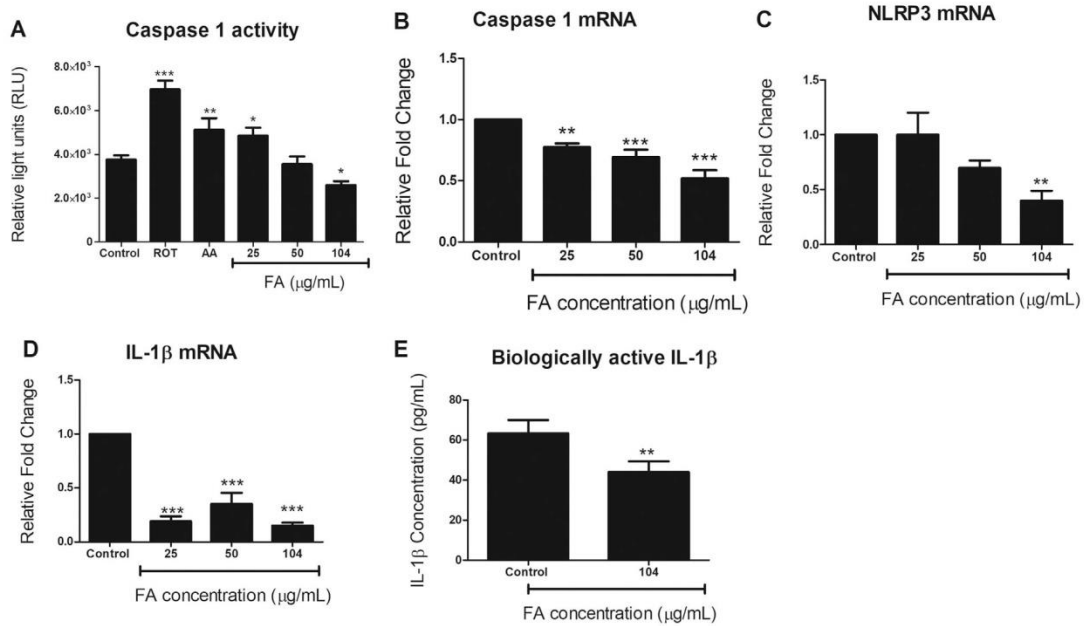 A
Caspase 1 activity
Relative light units (RLU)
8.0×10³
6.0×10³
4.0×10³
2.0×10³
0
***
**
*
*
Control ROT AA 25 50 104
FA (μg/mL)
B
Caspase 1 mRNA
Relative Fold Change
1.5
1.0
0.5
0.0
**
***
***
Control 25 50 104
FA concentration (μg/mL)
C
NLRP3 mRNA
Relative Fold Change
1.5
1.0
0.5
0.0
**
Control 25 50 104
FA concentration (μg/mL)
D
IL-1β mRNA
Relative Fold Change
1.5
1.0
0.5
0.0
***
***
***
Control 25 50 104
FA concentration (μg/mL)
E
Biologically active IL-1β
IL-1β Concentration (pg/mL)
80
60
40
20
0
**
Control 104
FA concentration (μg/mL)